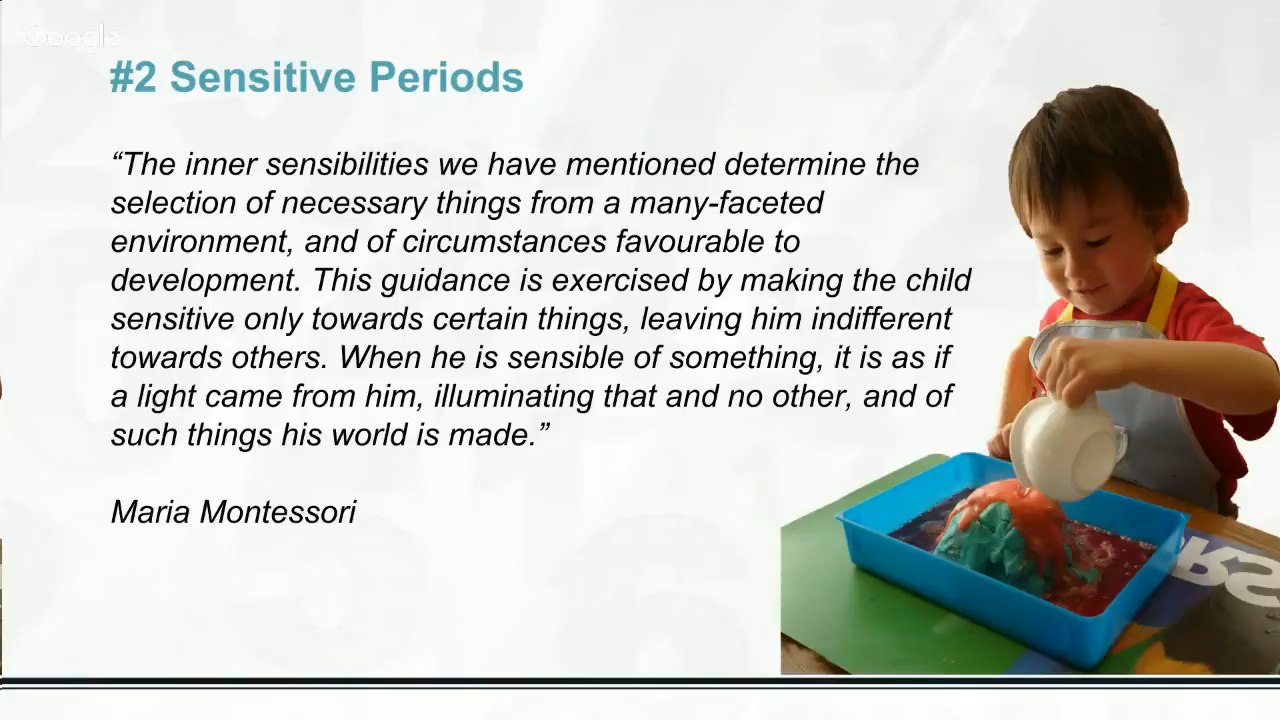 Google
#2 Sensitive Periods
“The inner sensibilities we have mentioned determine the
selection of necessary things from a many-faceted
environment, and of circumstances favourable to
development. This guidance is exercised by making the child
sensitive only towards certain things, leaving him indifferent
towards others. When he is sensible of something, it is as if
a light came from him, illuminating that and no other, and of
such things his world is made.”
Maria Montessori